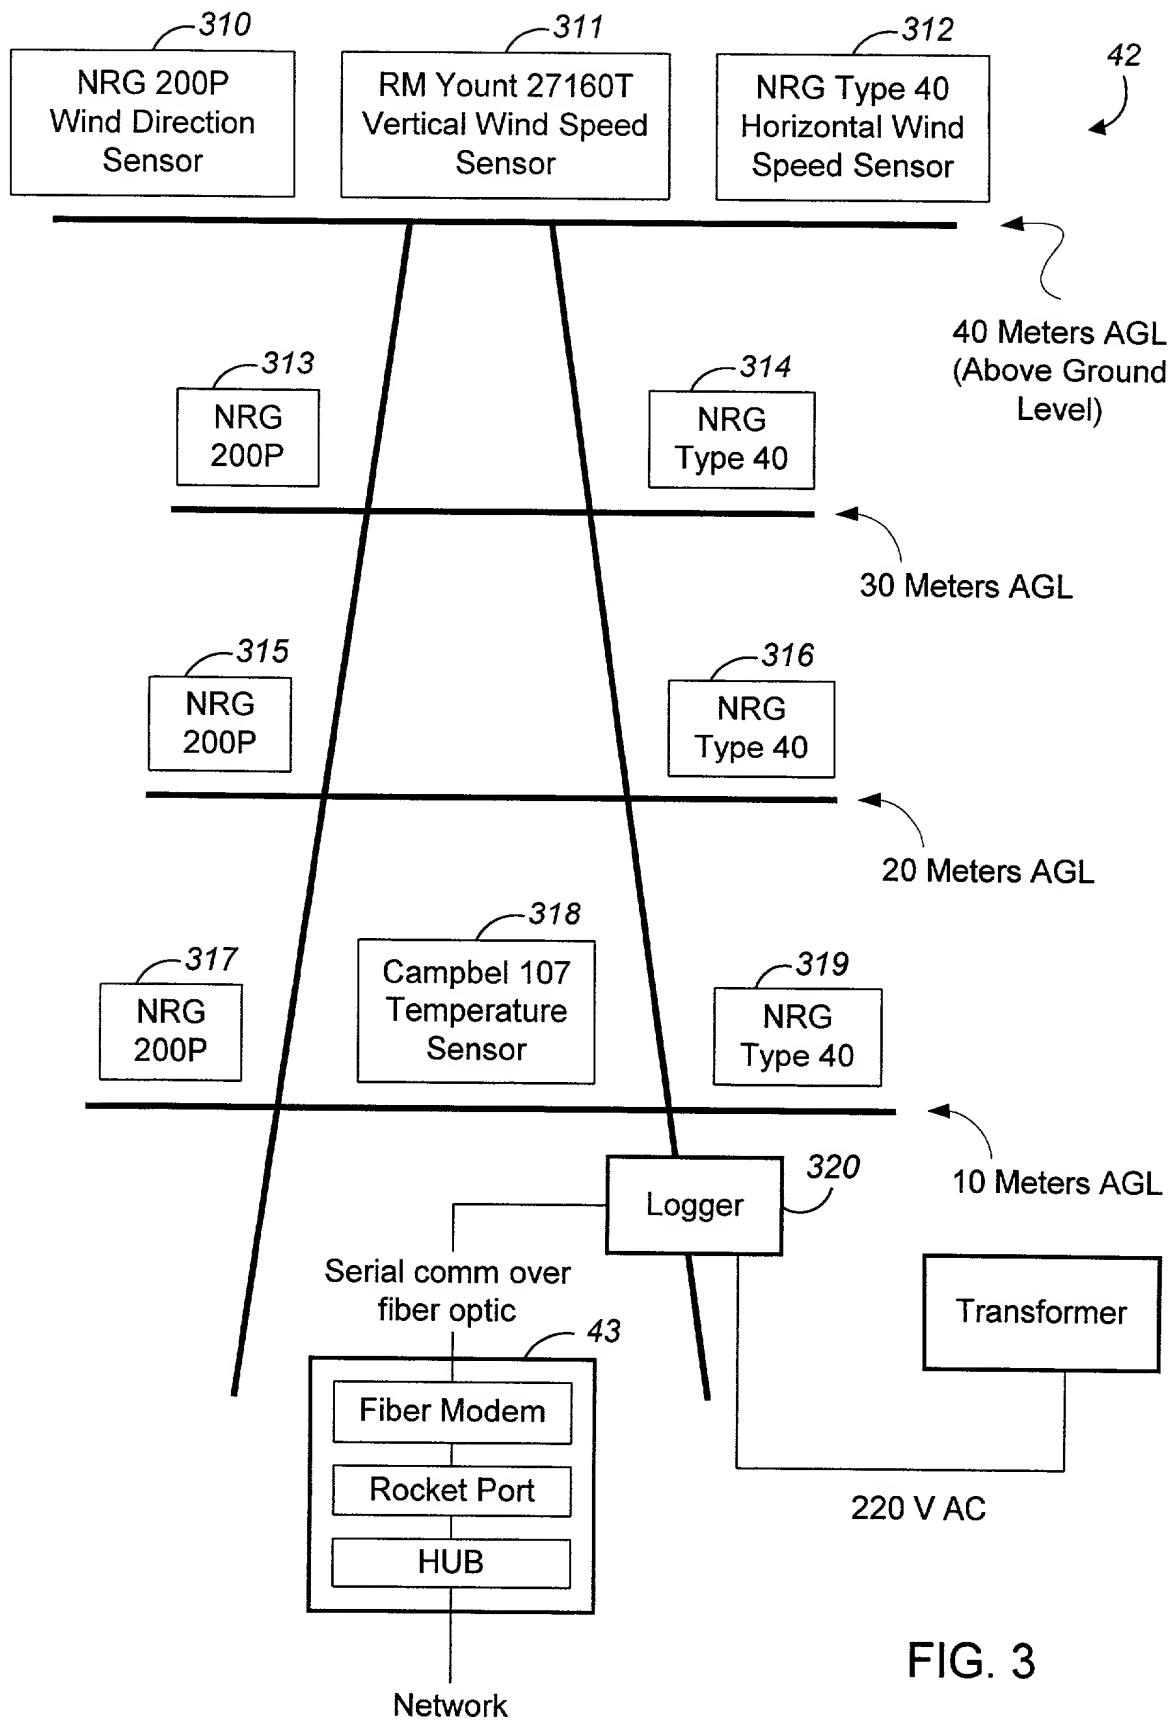 310
311
312
42
NRG 200P
Wind Direction
Sensor
RM Yount 27160T
Vertical Wind Speed
Sensor
NRG Type 40
Horizontal Wind
Speed Sensor
40 Meters AGL
(Above Ground
Level)
313
314
NRG
200P
NRG
Type 40
30 Meters AGL
315
316
NRG
200P
NRG
Type 40
20 Meters AGL
317
318
319
NRG
200P
Campbel 107
Temperature
Sensor
NRG
Type 40
10 Meters AGL
320
Logger
Serial comm over
fiber optic
Transformer
43
Fiber Modem
Rocket Port
HUB
220 V AC
Network
FIG. 3